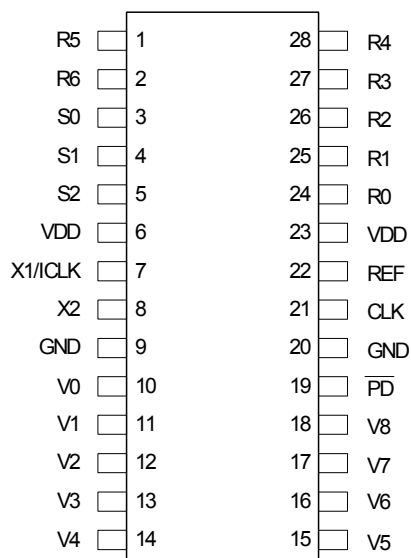 R5 1 28 R4
R6 2 27 R3
S0 3 26 R2
S1 4 25 R1
S2 5 24 R0
VDD 6 23 VDD
X1/ICLK 7 22 REF
X2 8 21 CLK
GND 9 20 GND
V0 10 19 PD
V1 11 18 V8
V2 12 17 V7
V3 13 16 V6
V4 14 15 V5